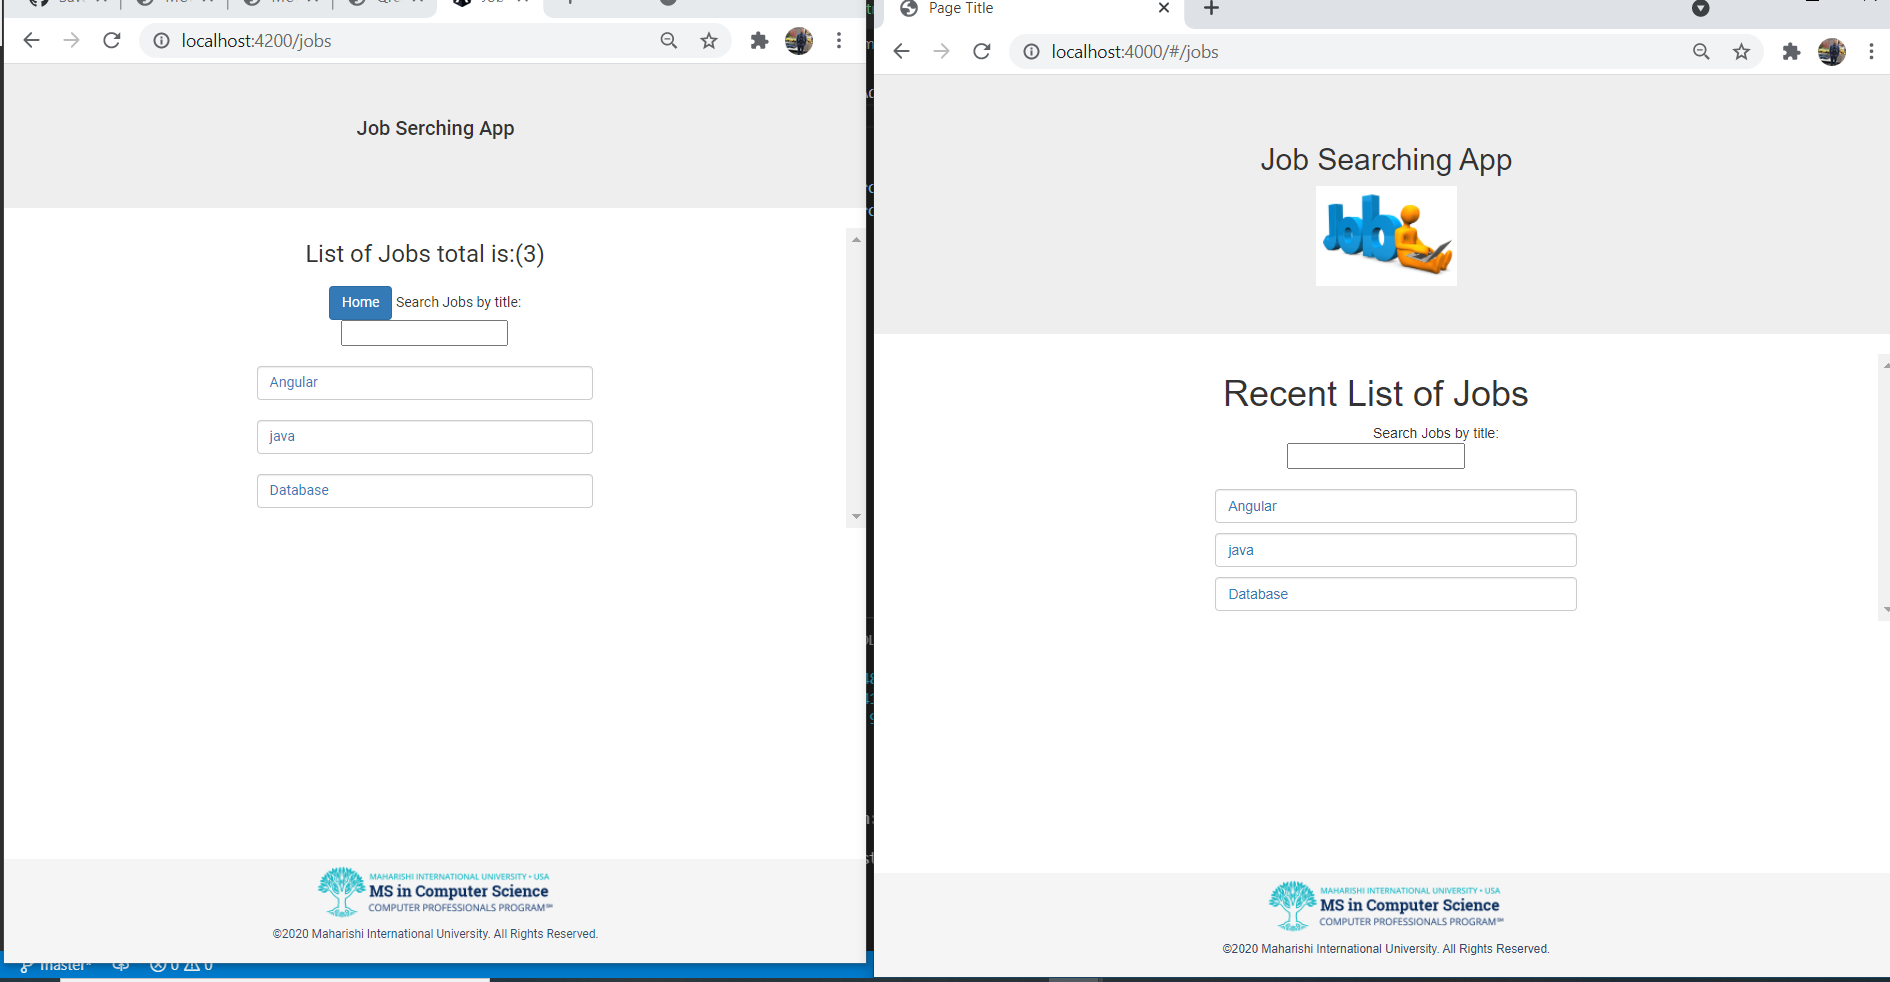 localhost:4200/jobs
Job Serching App
List of Jobs total is:(3)
Home Search Jobs by title:
Angular
java
Database
MAHARISHI INTERNATIONAL UNIVERSITY • USA
MS in Computer Science
COMPUTER PROFESSIONALS PROGRAM℠
©2020 Maharishi International University. All Rights Reserved.
master*
0 0
Page Title
localhost:4000/#/jobs
Job Searching App
Job
Recent List of Jobs
Search Jobs by title:
Angular
java
Database
MAHARISHI INTERNATIONAL UNIVERSITY • USA
MS in Computer Science
COMPUTER PROFESSIONALS PROGRAM℠
©2020 Maharishi International University. All Rights Reserved.